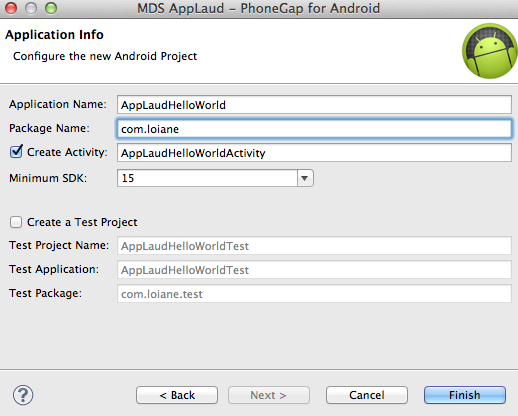 MDS AppLaud - PhoneGap for Android
Application Info
Configure the new Android Project
Application Name: AppLaudHelloWorld
Package Name: com.loiane
Create Activity: AppLaudHelloWorldActivity
Minimum SDK: 15
Create a Test Project
Test Project Name: AppLaudHelloWorldTest
Test Application: AppLaudHelloWorldTest
Test Package: com.loiane.test
? < Back Next > Cancel Finish